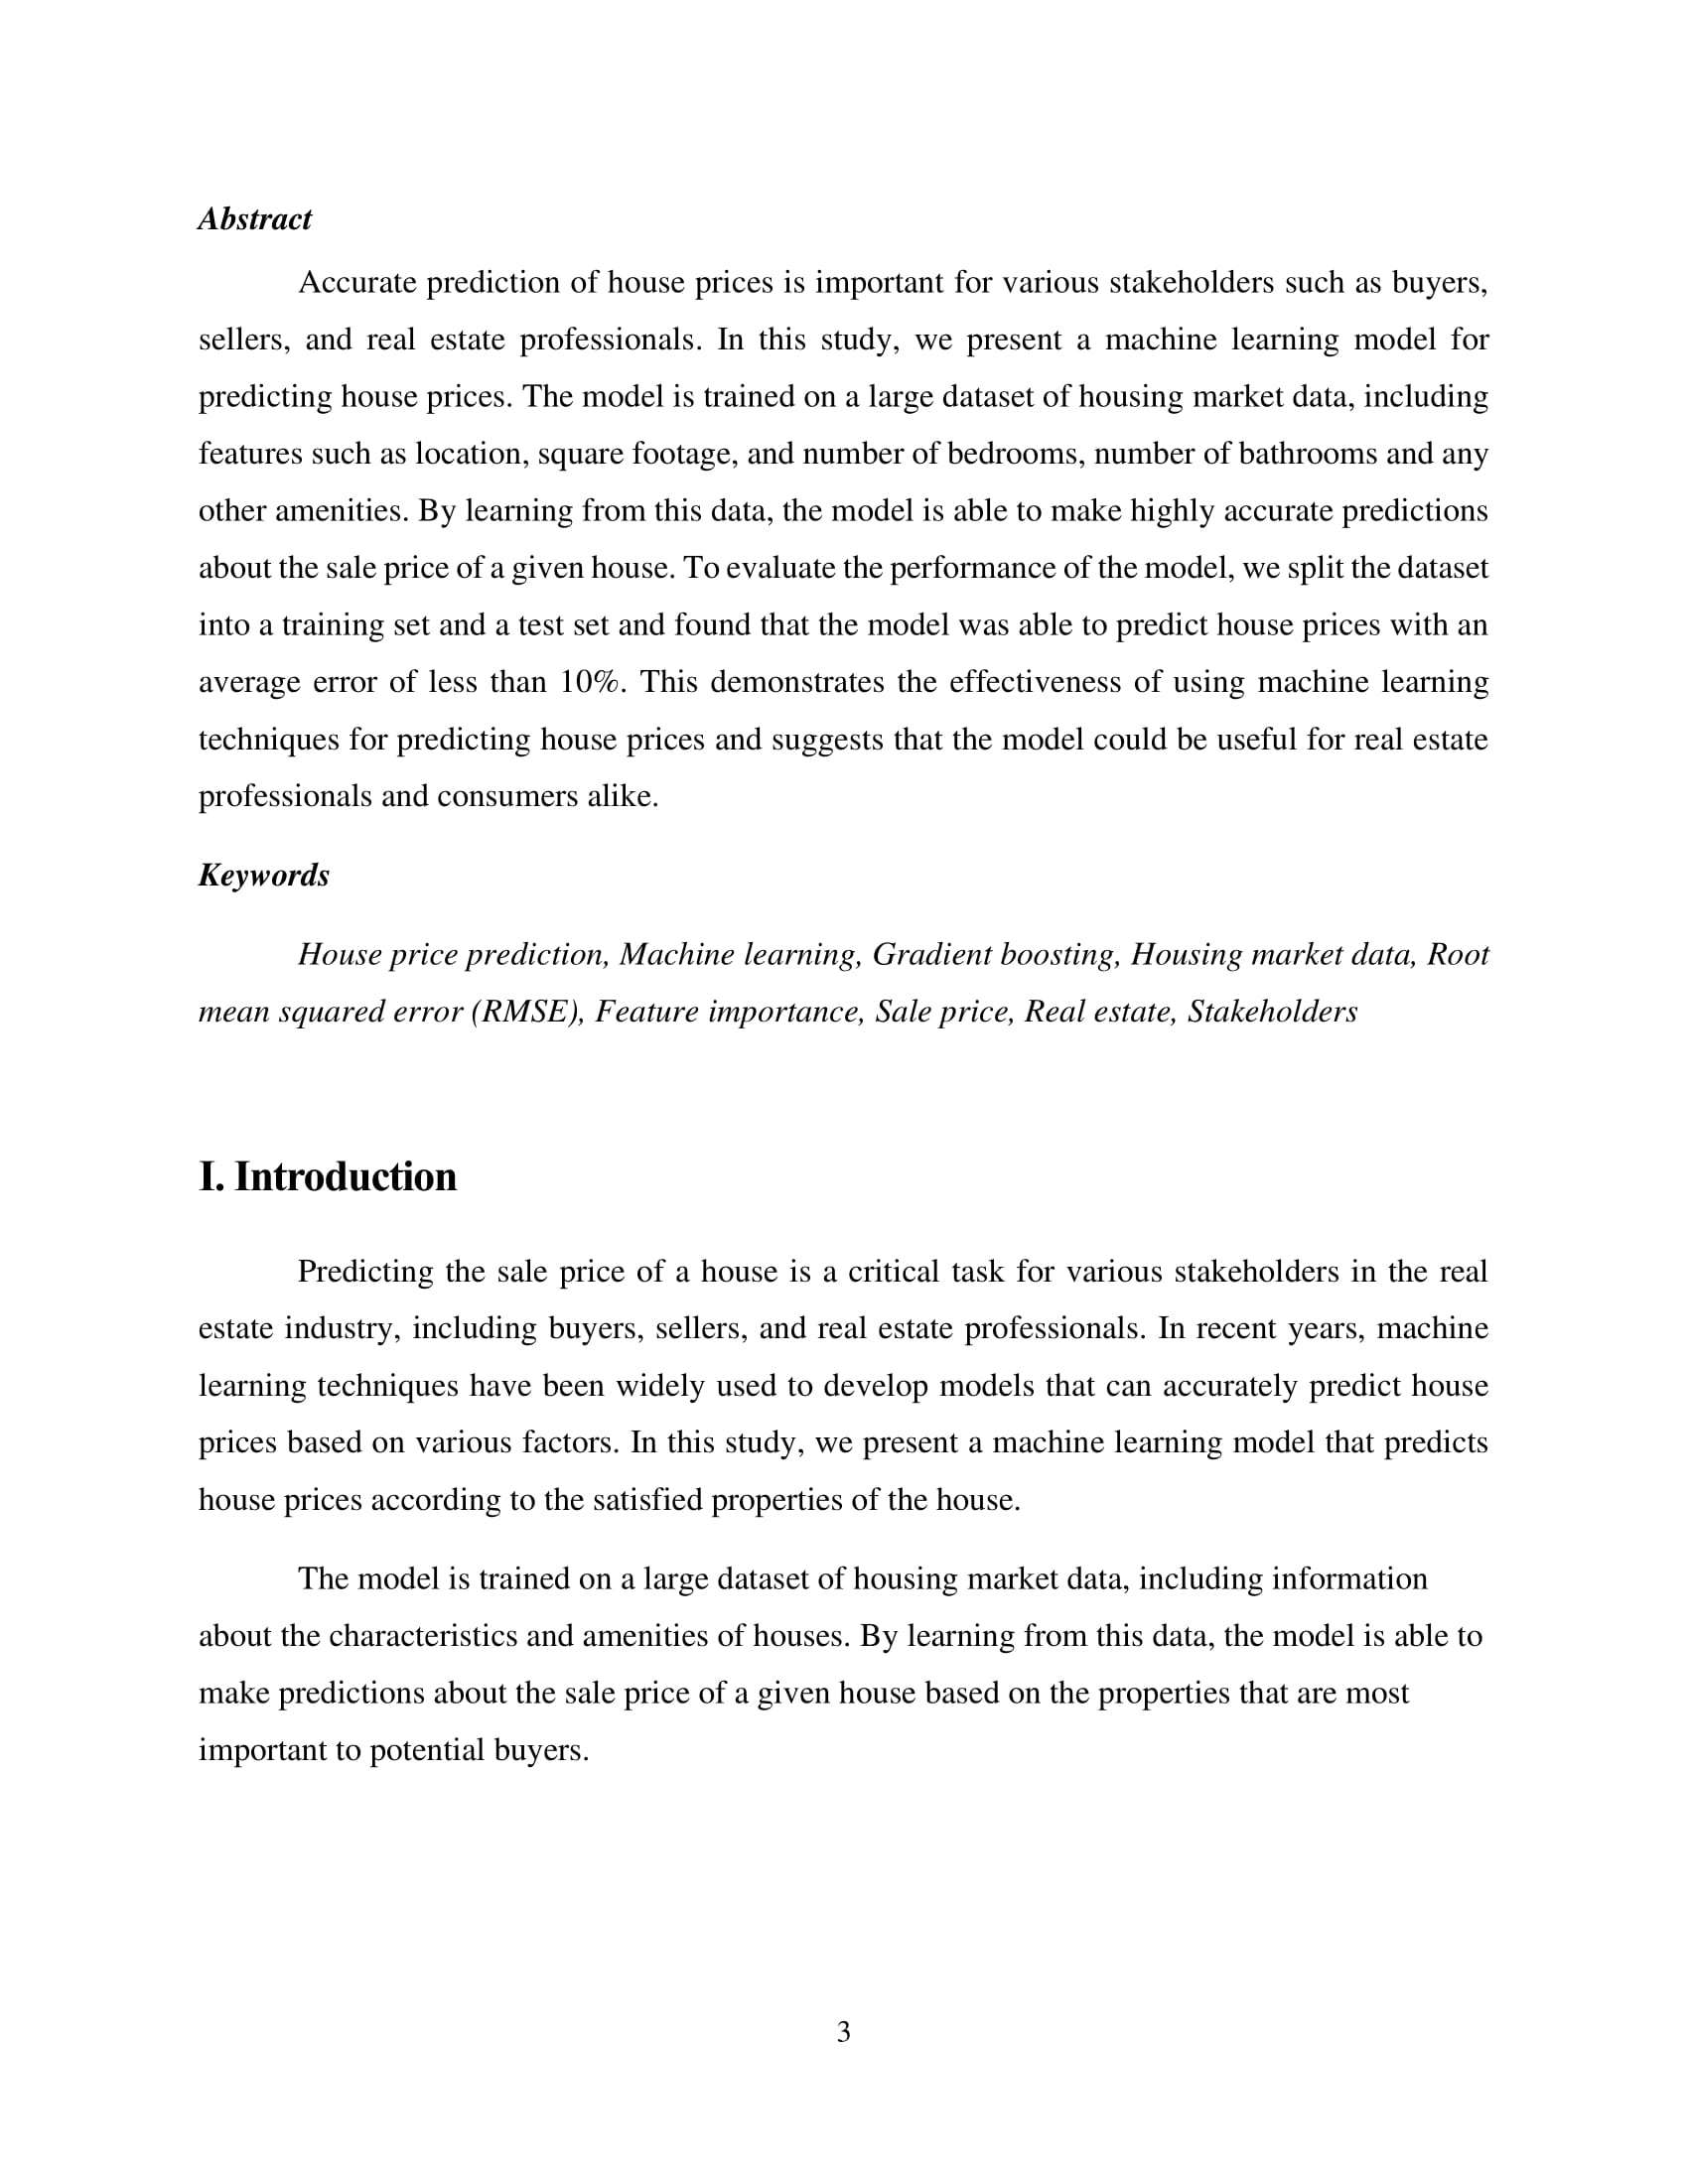 Abstract
Accurate prediction of house prices is important for various stakeholders such as buyers,
sellers, and real estate professionals. In this study, we present a machine learning model for
predicting house prices. The model is trained on a large dataset of housing market data, including
features such as location, square footage, and number of bedrooms, number of bathrooms and any
other amenities. By learning from this data, the model is able to make highly accurate predictions
about the sale price of a given house. To evaluate the performance of the model, we split the dataset
into a training set and a test set and found that the model was able to predict house prices with an
average error of less than 10%. This demonstrates the effectiveness of using machine learning
techniques for predicting house prices and suggests that the model could be useful for real estate
professionals and consumers alike.
Keywords
House price prediction, Machine learning, Gradient boosting, Housing market data, Root
mean squared error (RMSE), Feature importance, Sale price, Real estate, Stakeholders
I. Introduction
Predicting the sale price of a house is a critical task for various stakeholders in the real
estate industry, including buyers, sellers, and real estate professionals. In recent years, machine
learning techniques have been widely used to develop models that can accurately predict house
prices based on various factors. In this study, we present a machine learning model that predicts
house prices according to the satisfied properties of the house.
The model is trained on a large dataset of housing market data, including information
about the characteristics and amenities of houses. By learning from this data, the model is able to
make predictions about the sale price of a given house based on the properties that are most
important to potential buyers.
3